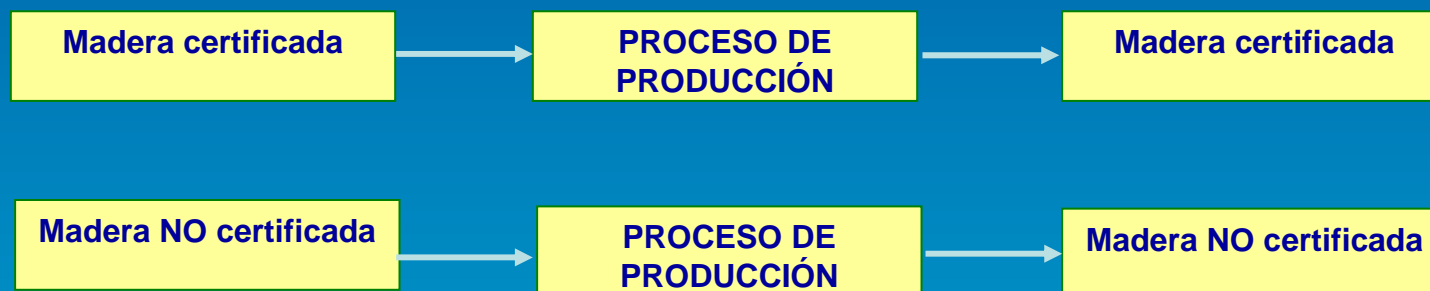 Madera certificada
PROCESO DE
PRODUCCIÓN
Madera certificada
Madera NO certificada
PROCESO DE
PRODUCCIÓN
Madera NO certificada